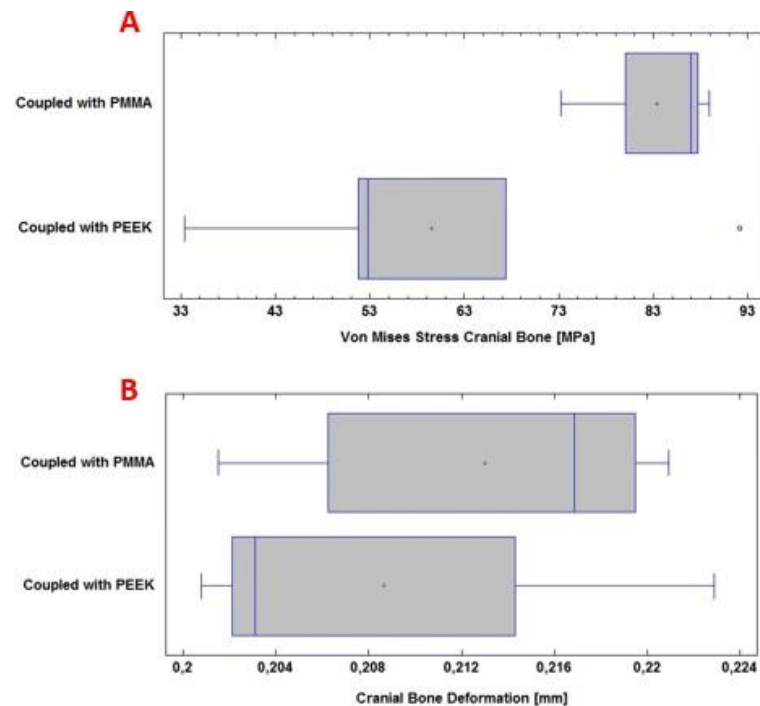 A
Coupled with PMMA
Coupled with PEEK
33 43 53 63 73 83 93
Von Mises Stress Cranial Bone [MPa]
B
Coupled with PMMA
Coupled with PEEK
0,2 0,204 0,208 0,212 0,216 0,22 0,224
Cranial Bone Deformation [mm]